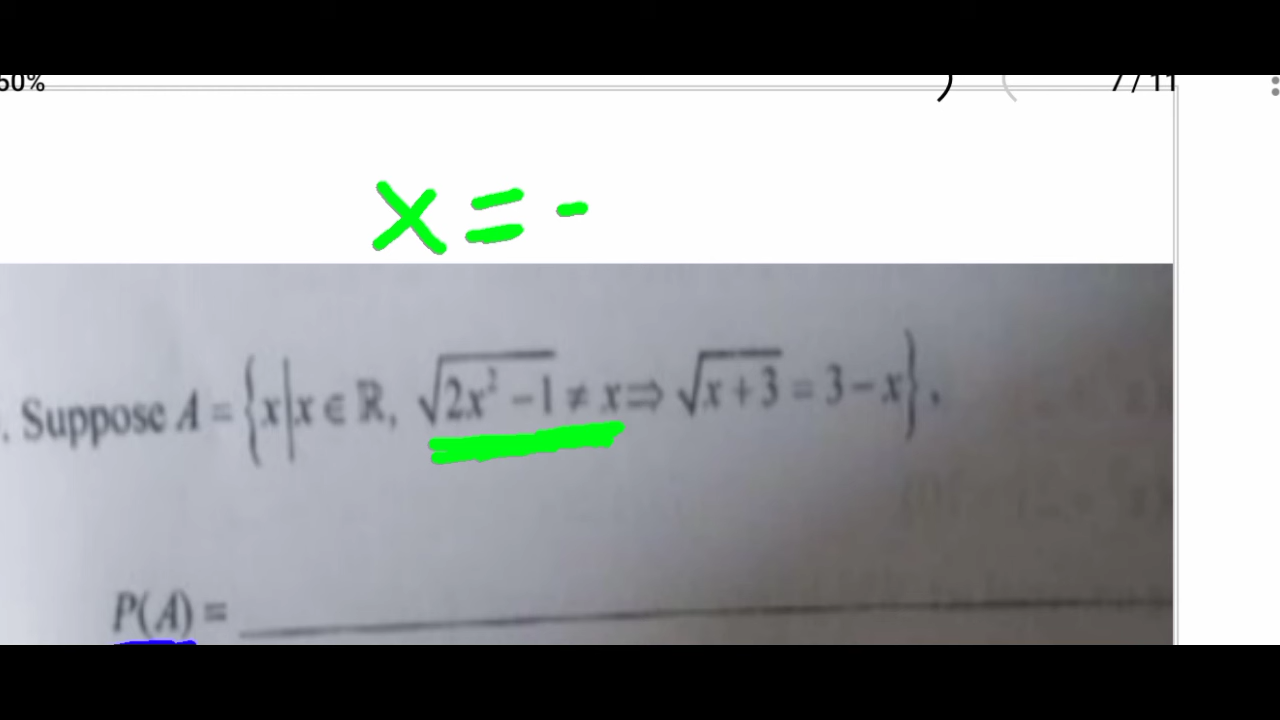 50%
7 / 11
x = -
. Suppose A = {x|x ∈ ℝ, √(2x² − 1) ≠ x ⇒ √(x + 3) = 3 − x}.
P(A) =